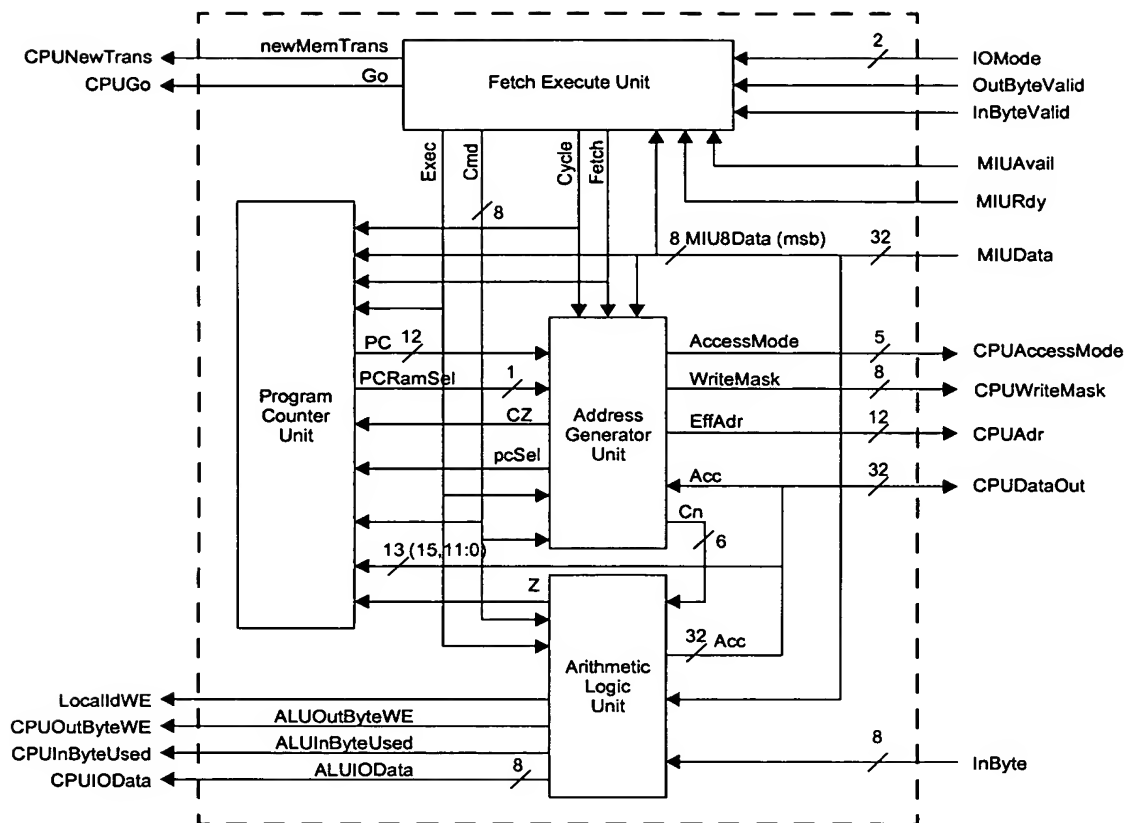 newMemTrans
CPUNewTrans
Go
CPUGo
Fetch Execute Unit
2
IOMode
OutByteValid
InByteValid
Exec
Cmd
Cycle
Fetch
MIUAvail
MIURdy
8
8 MIU8Data (msb)
32
MIUData
PC 12
PCRamSel 1
CZ
pcSel
Program
Counter
Unit
Address
Generator
Unit
AccessMode
5
CPUAccessMode
WriteMask
8
CPUWriteMask
EffAdr
12
CPUAdr
Acc
32
CPUDataOut
Cn
6
13 (15,11:0)
Z
32 Acc
Arithmetic
Logic
Unit
LocalIdWE
ALUOutByteWE
CPUOutByteWE
ALUInByteUsed
CPUInByteUsed
ALUIOData
8
CPUIOData
8
InByte